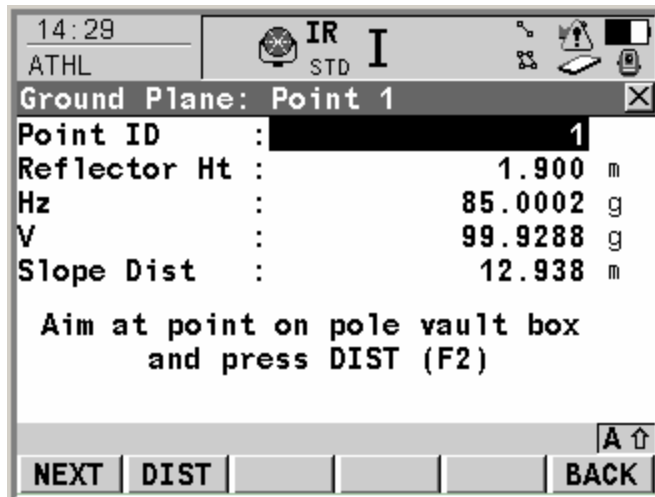 14:29
ATHL
IR
STD
I
Ground Plane: Point 1
Point ID : 1
Reflector Ht : 1.900 m
Hz : 85.0002 g
V : 99.9288 g
Slope Dist : 12.938 m
Aim at point on pole vault box
and press DIST (F2)
A
NEXT DIST BACK